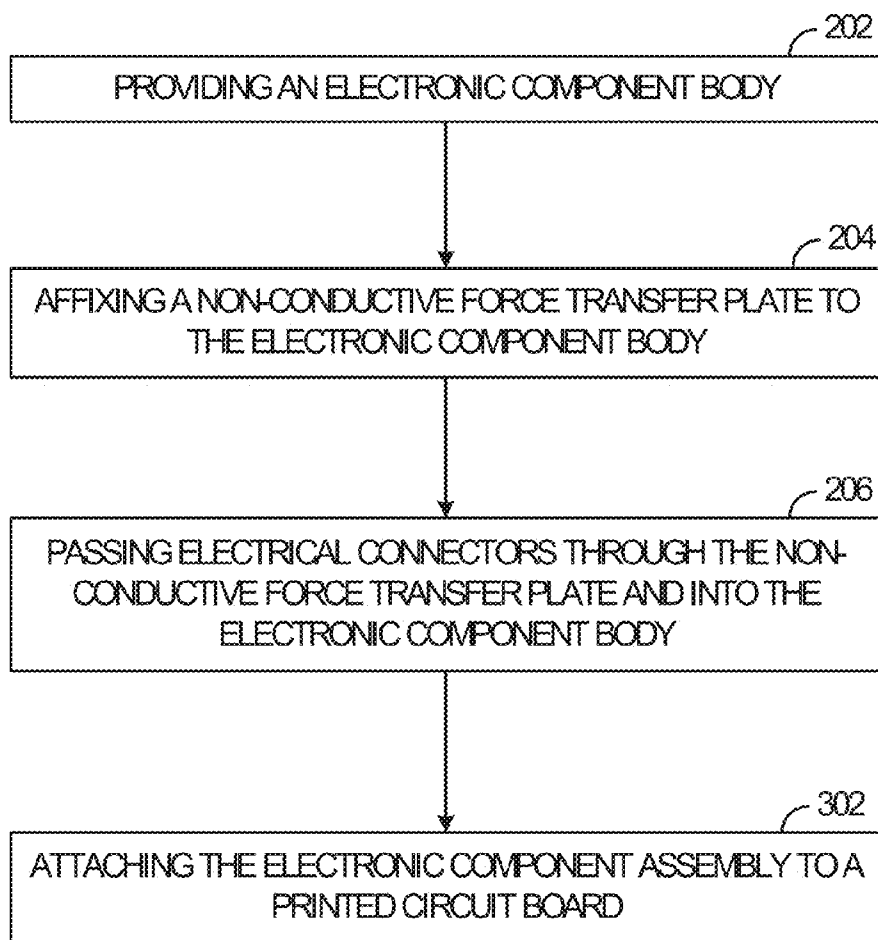 202
PROVIDING AN ELECTRONIC COMPONENT BODY
204
AFFIXING A NON-CONDUCTIVE FORCE TRANSFER PLATE TO
THE ELECTRONIC COMPONENT BODY
206
PASSING ELECTRICAL CONNECTORS THROUGH THE NON-
CONDUCTIVE FORCE TRANSFER PLATE AND INTO THE
ELECTRONIC COMPONENT BODY
302
ATTACHING THE ELECTRONIC COMPONENT ASSEMBLY TO A
PRINTED CIRCUIT BOARD